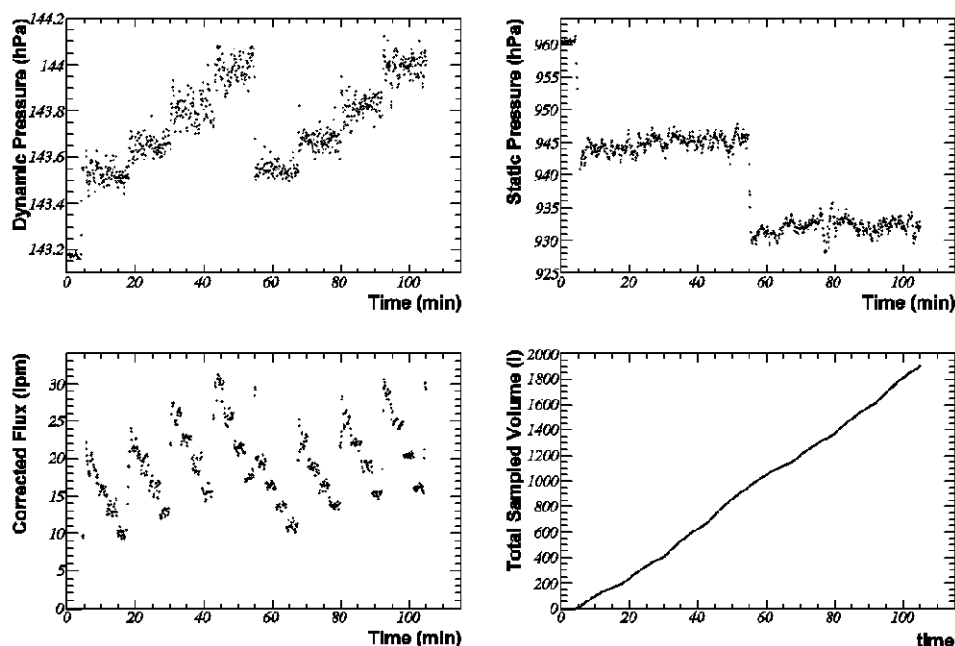 Dynamic Pressure (hPa)
144.2
144
143.8
143.6
143.4
143.2
0 20 40 60 80 100
Time (min)
Static Pressure (hPa)
960
955
950
945
940
935
930
925
0 20 40 60 80 100
Time (min)
Corrected Flux (lpm)
30
25
20
15
10
5
0
0 20 40 60 80 100
Time (min)
Total Sampled Volume (l)
2000
1800
1600
1400
1200
1000
800
600
400
200
0
0 20 40 60 80 100
time